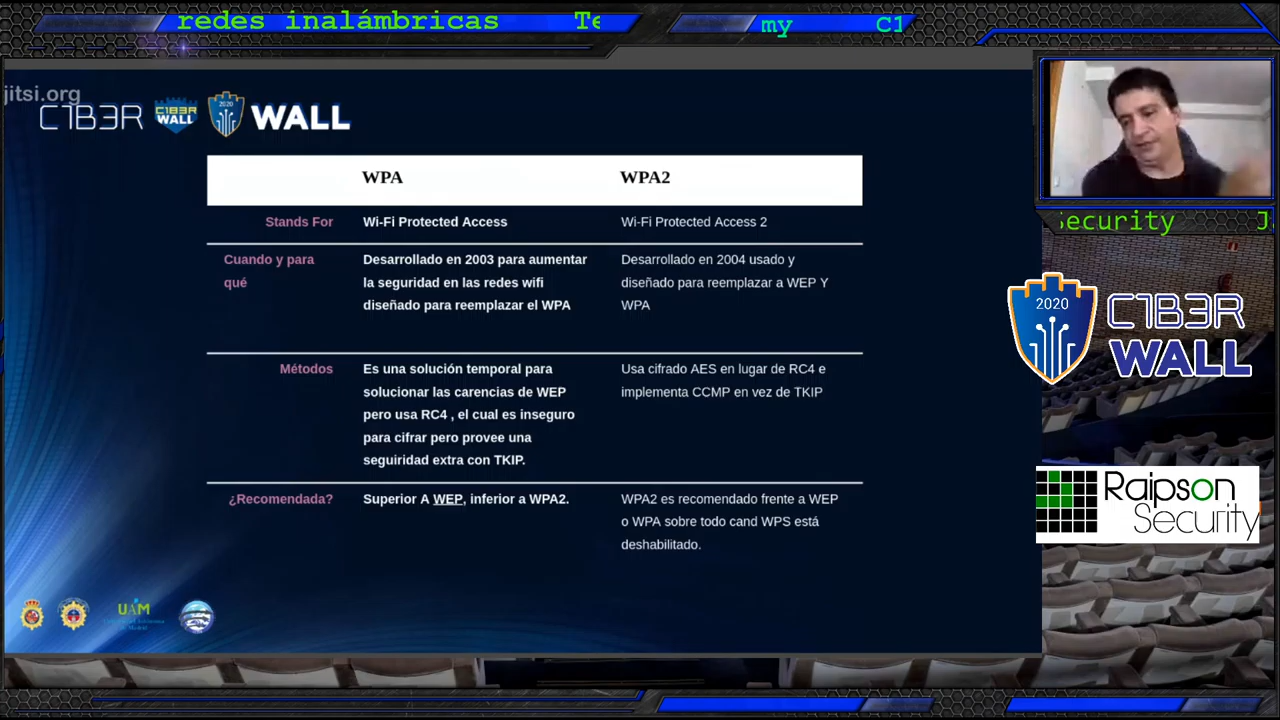 redes inalámbricas Te
my C1
jitsi.org
C1B3R C1B3R WALL 2020 WALL
WPA WPA2
Stands For Wi-Fi Protected Access Wi-Fi Protected Access 2
Cuando y para
qué
Desarrollado en 2003 para aumentar
la seguridad en las redes wifi
diseñado para reemplazar el WPA
Desarrollado en 2004 usado y
diseñado para reemplazar a WEP Y
WPA
Métodos
Es una solución temporal para
solucionar las carencias de WEP
pero usa RC4 , el cual es inseguro
para cifrar pero provee una
seguiridad extra con TKIP.
Usa cifrado AES en lugar de RC4 e
implementa CCMP en vez de TKIP
¿Recomendada?
Superior A WEP, inferior a WPA2.
WPA2 es recomendado frente a WEP
o WPA sobre todo cand WPS está
deshabilitado.
UAM
Security J
2020
C1B3R
WALL
Raipson
Security